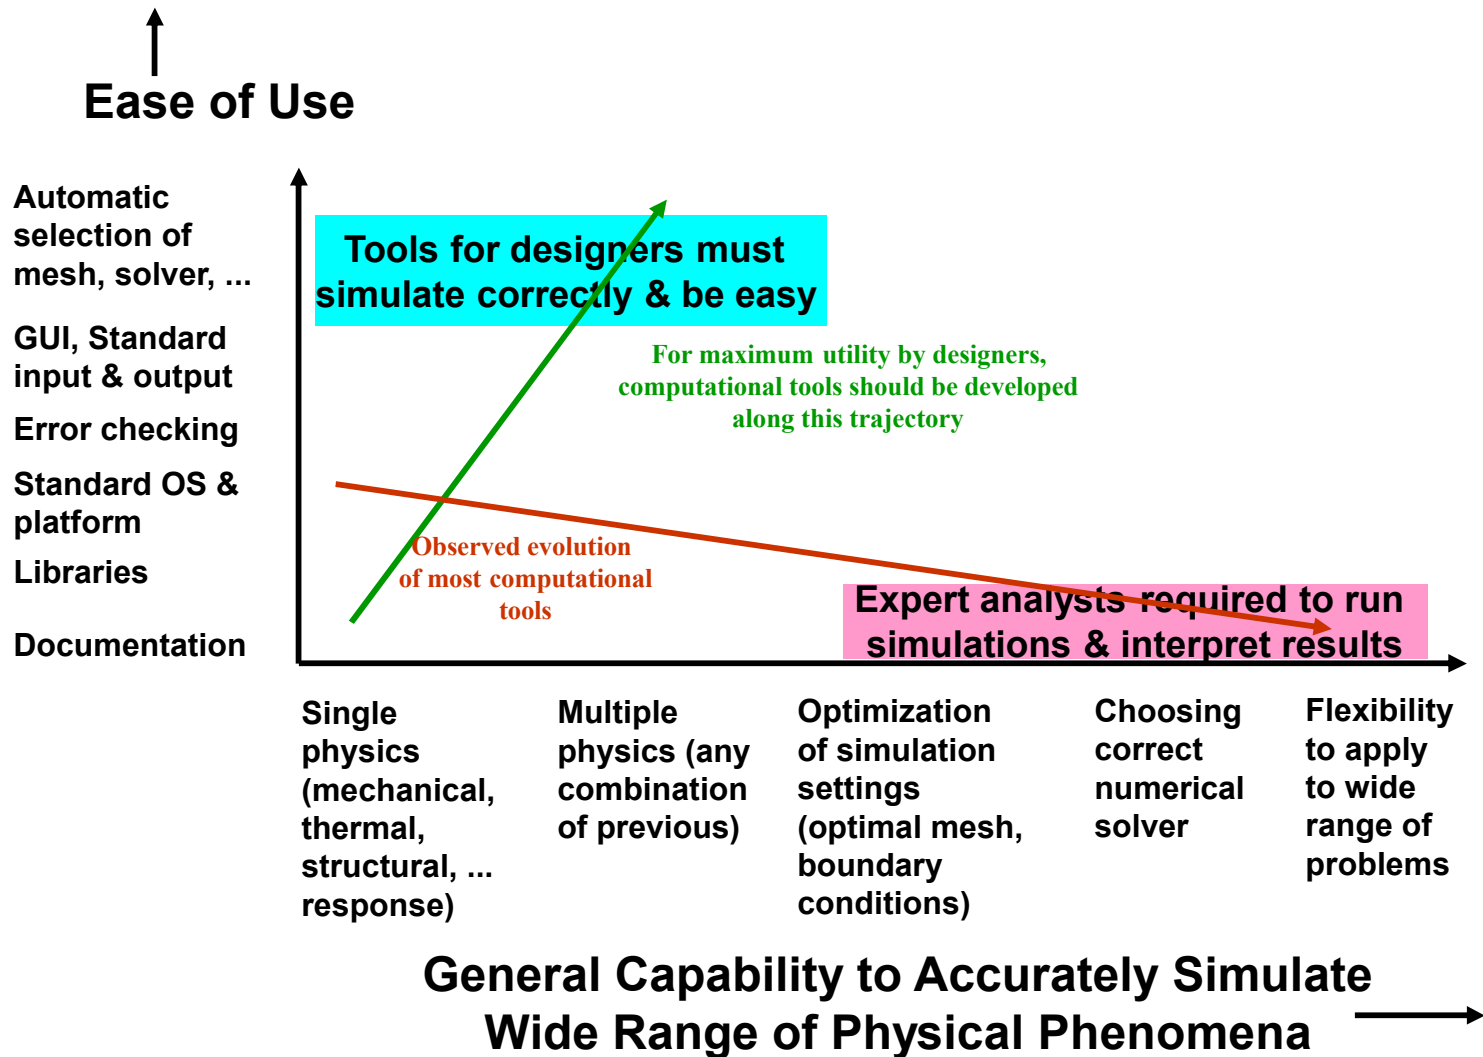 Ease of Use
Automatic
selection of
mesh, solver, ...
GUI, Standard
input & output
Error checking
Standard OS &
platform
Libraries
Documentation
Tools for designers must
simulate correctly & be easy
For maximum utility by designers,
computational tools should be developed
along this trajectory
Observed evolution
of most computational
tools
Expert analysts required to run
simulations & interpret results
Single
physics
(mechanical,
thermal,
structural, ...
response)
Multiple
physics (any
combination
of previous)
Optimization
of simulation
settings
(optimal mesh,
boundary
conditions)
Choosing
correct
numerical
solver
Flexibility
to apply
to wide
range of
problems
General Capability to Accurately Simulate
Wide Range of Physical Phenomena